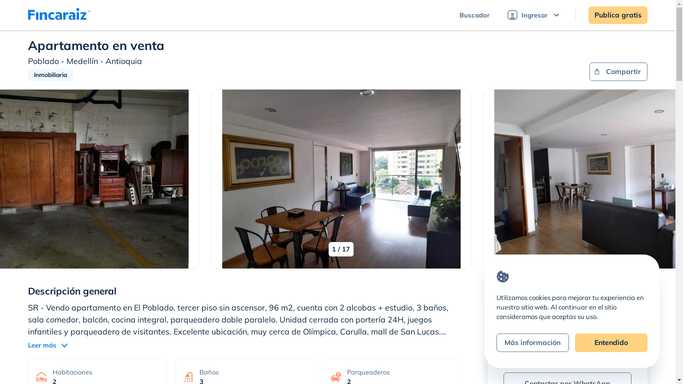 Fincaraiz
Buscador
Ingresar
Publica gratis
Apartamento en venta
Poblado - Medellín - Antioquia
Inmobiliaria
Compartir
1 / 17
Descripción general
SR - Vendo apartamento en El Poblado, tercer piso sin ascensor, 96 m2, cuenta con 2 alcobas + estudio, 3 baños,
sala comedor, balcón, cocina integral, parqueadero doble paralelo. Unidad cerrada con portería 24H, juegos
infantiles y parqueadero de visitantes. Excelente ubicación, muy cerca de Olímpica, Carulla, mall de San Lucas....
Leer más
Habitaciones
2
Baños
3
Parqueaderos
2
Utilizamos cookies para mejorar tu experiencia en
nuestro sitio web. Al continuar en el sitio
consideramos que aceptas su uso.
Más información
Entendido
Contactar por WhatsApp